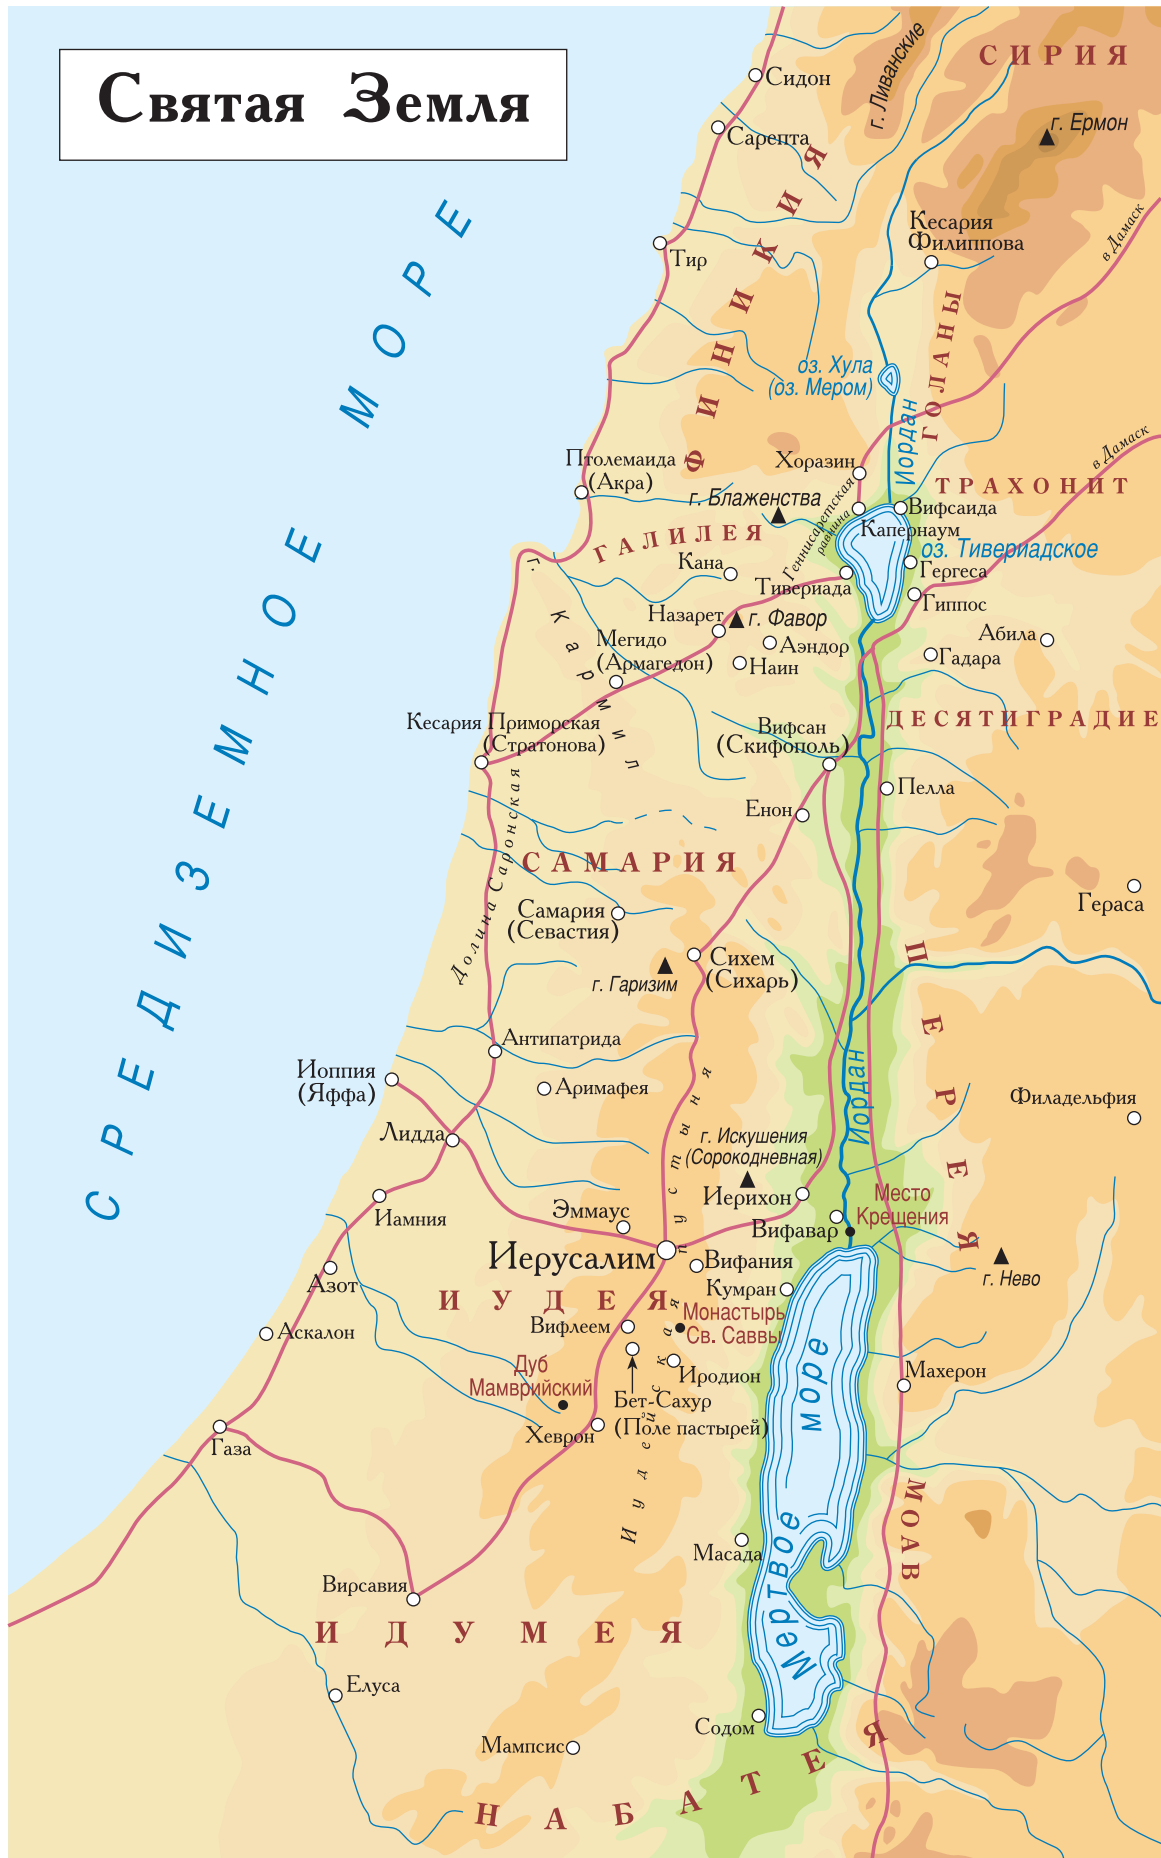 Святая Земля
СРЕДИЗЕМНОЕ МОРЕ
СИРИЯ
г. Ливанские
г. Ермон
Сидон
Сарепта
ФИНИКИЯ
Тир
Кесария
Филиппова
в Дамаск
ГОЛАНЫ
оз. Хула
(оз. Мером)
Иордан
в Дамаск
Птолемаида
(Акра)
Хоразин
ТРАХОНИТ
г. Блаженства
Геннисаретская
равнина
Вифсаида
Капернаум
ГАЛИЛЕЯ
оз. Тивериадское
Кана
Тивериада
Гергеса
Гиппос
г. Кармил
Назарет
г. Фавор
Мегидо
(Армагедон)
Аэндор
Наин
Абила
Гадара
Кесария Приморская
(Стратонова)
Вифсан
(Скифополь)
ДЕСЯТИГРАДИЕ
Пелла
Енон
Долина Саронская
САМАРИЯ
Гераса
Самария
(Севастия)
Сихем
(Сихарь)
г. Гаризим
ПЕРЕЯ
Антипатрида
Иоппия
(Яффа)
Аримафея
Иордан
Филадельфия
Лидда
г. Искушения
(Сорокодневная)
Иудейская пустыня
Иерихон
Место
Крещения
Иамния
Эммаус
Вифавар
Иерусалим
Вифания
г. Нево
Азот
Кумран
ИУДЕЯ
Монастырь
Св. Саввы
Аскалон
Вифлеем
Дуб
Мамврийский
Иродион
Махерон
Бет-Сахур
(Поле пастырей)
Хеврон
Газа
Мертвое море
МОАВ
Масада
Вирсавия
ИДУМЕЯ
Елуса
Содом
Мампсис
НАБАТЕЯ